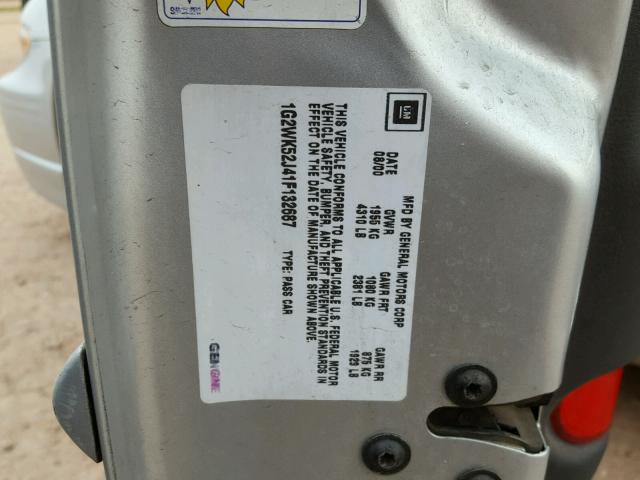 GM
MFD BY GENERAL MOTORS CORP
DATE GVWR GAWR FRT GAWR RR
08/00 1955 KG 1080 KG 875 KG
4310 LB 2381 LB 1929 LB
THIS VEHICLE CONFORMS TO ALL APPLICABLE U.S. FEDERAL MOTOR
VEHICLE SAFETY, BUMPER, AND THEFT PREVENTION STANDARDS IN
EFFECT ON THE DATE OF MANUFACTURE SHOWN ABOVE.
1G2WK52J41F132687 TYPE: PASS CAR
GENUINE